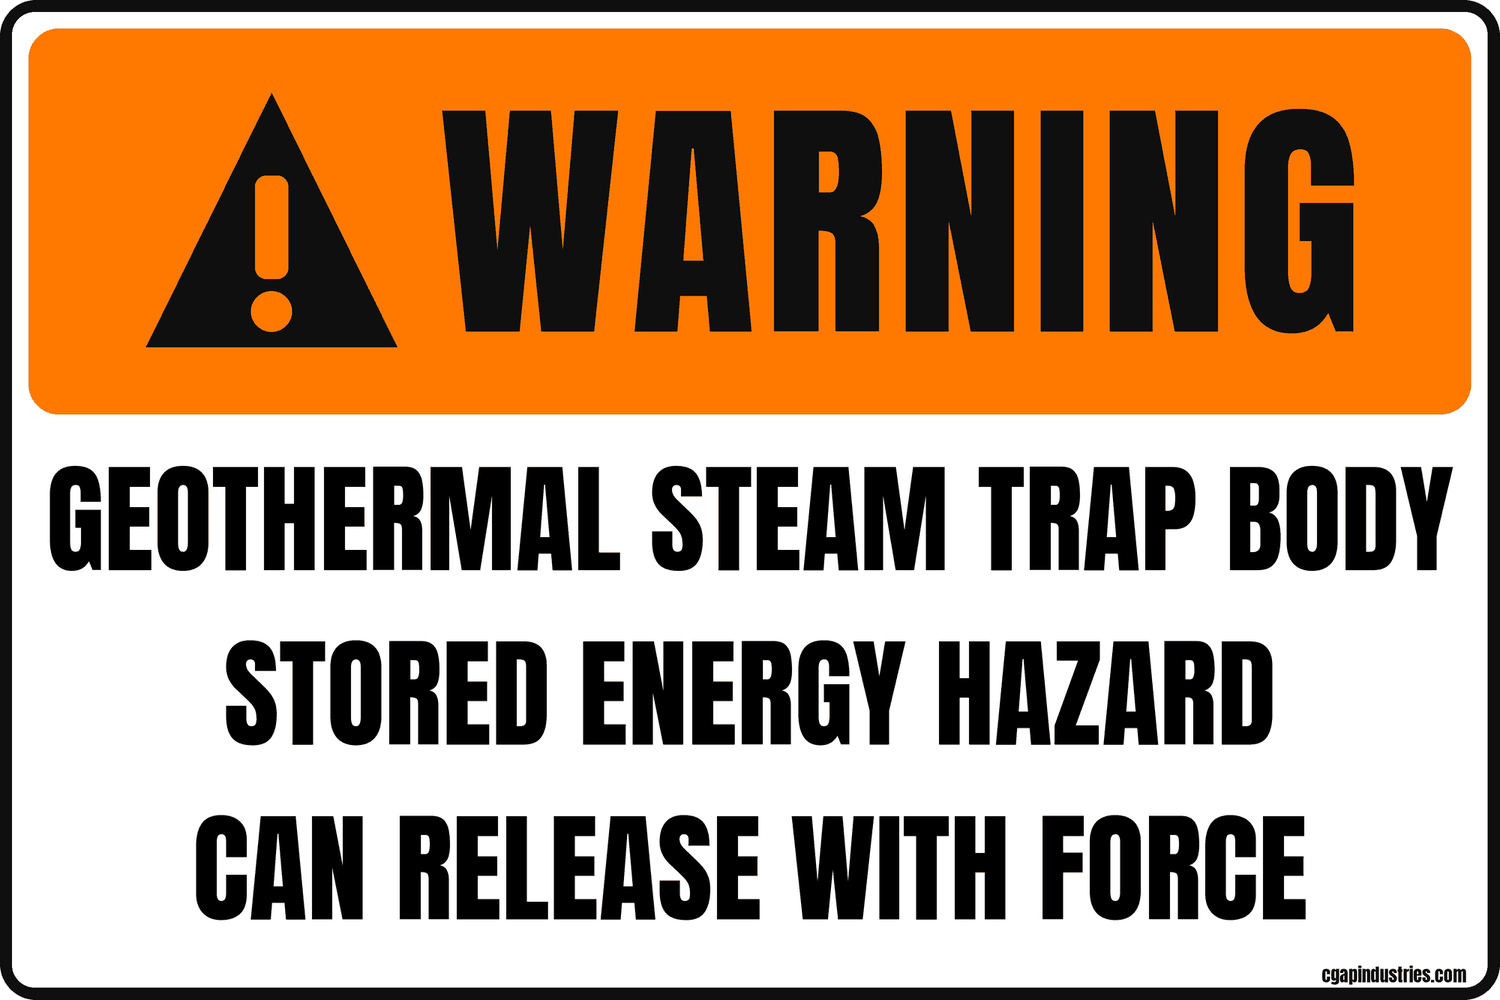 WARNING
GEOTHERMAL STEAM TRAP BODY
STORED ENERGY HAZARD
CAN RELEASE WITH FORCE
cgapindustries.com